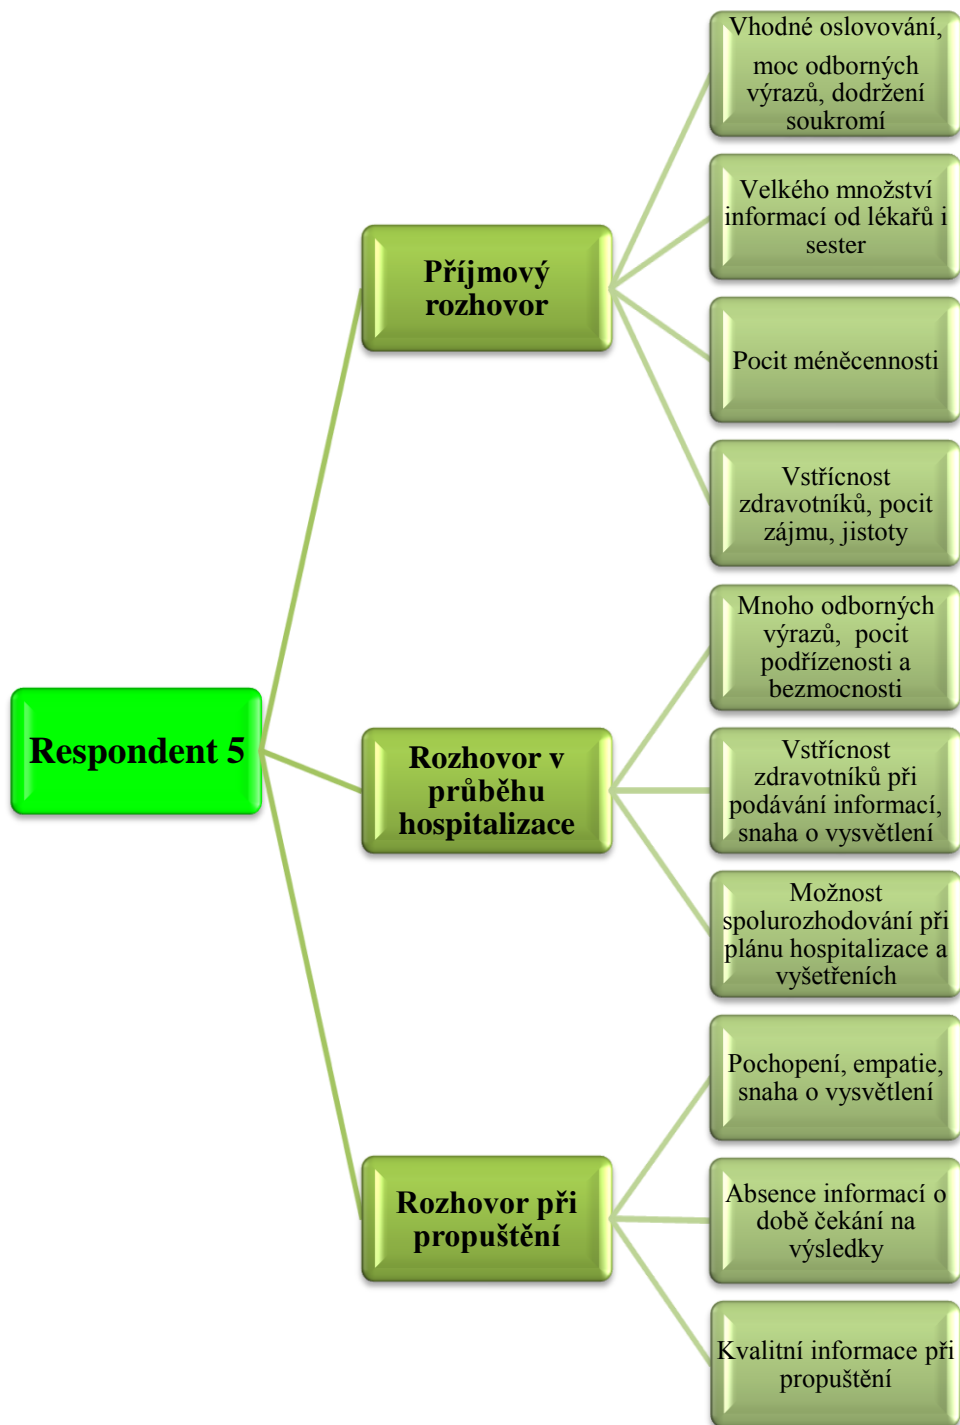 Respondent 5
Příjmový
rozhovor
Vhodné oslovování,
moc odborných
výrazů, dodržení
soukromí
Velkého množství
informací od lékařů i
sester
Pocit méněcennosti
Vstřícnost
zdravotníků, pocit
zájmu, jistoty
Rozhovor v
průběhu
hospitalizace
Mnoho odborných
výrazů, pocit
podřízenosti a
bezmocnosti
Vstřícnost
zdravotníků při
podávání informací,
snaha o vysvětlení
Možnost
spolurozhodování při
plánu hospitalizace a
vyšetřeních
Rozhovor při
propuštění
Pochopení, empatie,
snaha o vysvětlení
Absence informací o
době čekání na
výsledky
Kvalitní informace při
propuštění